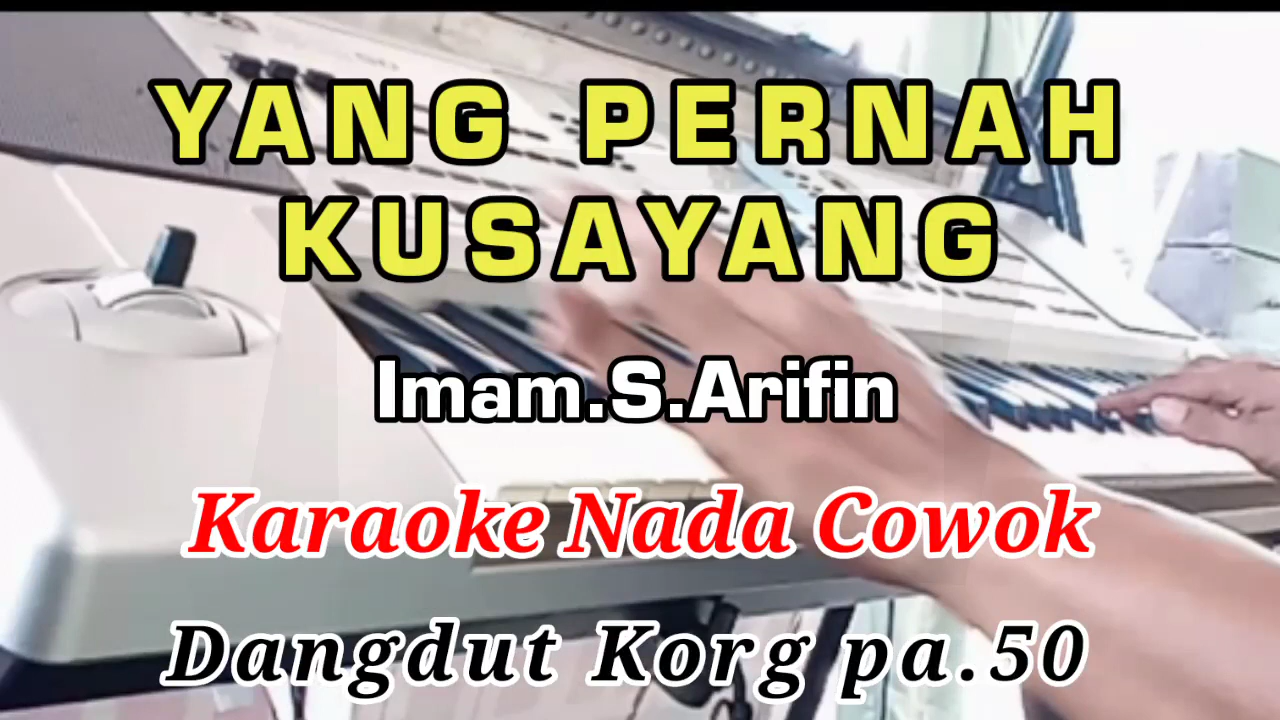 YANG PERNAH
KUSAYANG
Imam.S.Arifin
Karaoke Nada Cowok
Dangdut Korg pa.50